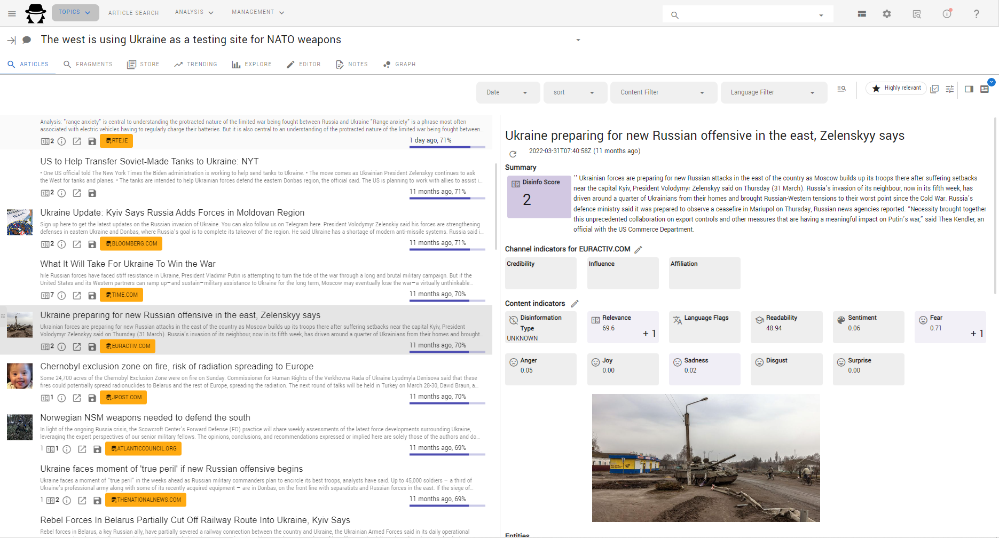 TOPICS
ARTICLE SEARCH
ANALYSIS
MANAGEMENT
The west is using Ukraine as a testing site for NATO weapons
ARTICLES
FRAGMENTS
STORE
TRENDING
EXPLORE
EDITOR
NOTES
GRAPH
Date
sort
Content Filter
Language Filter
Highly relevant
Analysis: "range anxiety" is central to understanding the protracted nature of the limited war being fought between Russia and Ukraine "Range anxiety" is a phrase most often
associated with electric vehicles having to regularly charge their batteries. But it is also central to an understanding of the protracted nature of the limited war being fought between…
2
RTE.IE
1 day ago, 71%
US to Help Transfer Soviet-Made Tanks to Ukraine: NYT
• One US official told The New York Times the Biden administration is working to help send tanks to Ukraine. • The move comes as Ukrainian President Zelenskyy continues to ask
the West for tanks and planes. • The tanks are intended to help Ukrainian forces defend the eastern Donbas region, the official said. The US is planning to work with allies to assist i…
2
11 months ago, 71%
Ukraine Update: Kyiv Says Russia Adds Forces in Moldovan Region
Sign up here to get the latest updates on the Russian invasion of Ukraine. You can also follow us on Telegram here. President Volodymyr Zelenskiy said his forces are strengthening
defenses in eastern Ukraine and Donbas, where Russia's goal is to complete its takeover of the region. He said Ukraine has a shortage of modern anti-missile systems. Russia said i…
2
BLOOMBERG.COM
11 months ago, 71%
What It Will Take For Ukraine To Win the War
hile Russian forces have faced stiff resistance in Ukraine, President Vladimir Putin is attempting to turn the tide of the war through a long and brutal military campaign. But if the
United States and its Western partners can ramp up—and sustain—military assistance to Ukraine for the long term, Moscow may eventually lose the war—a virtually unthinkable…
7
TIME.COM
11 months ago, 70%
Ukraine preparing for new Russian offensive in the east, Zelenskyy says
Ukrainian forces are preparing for new Russian attacks in the east of the country as Moscow builds up its troops there after suffering setbacks near the capital Kyiv, President
Volodymyr Zelenskyy said on Thursday (31 March). Russia's invasion of its neighbour, now in its fifth week, has driven around a quarter of Ukrainians from their homes and brought…
2
EURACTIV.COM
11 months ago, 70%
Chernobyl exclusion zone on fire, risk of radiation spreading to Europe
Some 24,700 acres of the Chernobyl Exclusion Zone were on fire on Sunday. Commissioner for Human Rights of the Verkhovna Rada of Ukraine Lyudmyla Denisova said that these
fires could potentially spread radionuclides to Belarus and the rest of Europe, spreading the radiation. The next round of talks will be held in Turkey on March 28-30, David Braun, a…
1
JPOST.COM
11 months ago, 70%
Norwegian NSM weapons needed to defend the south
In light of the ongoing Russia crisis, the Scowcroft Center's Forward Defense (FD) practice will share weekly assessments of the latest force developments surrounding Ukraine,
leveraging the expert perspectives of our senior military fellows. The opinions, conclusions, and recommendations expressed or implied here are solely those of the authors and do…
1 1
ATLANTICCOUNCIL.ORG
11 months ago, 69%
Ukraine faces moment of 'true peril' if new Russian offensive begins
Ukraine faces a moment of "true peril" in the weeks ahead as Russian military commanders plan to encircle its best troops, analysts have said. Up to 45,000 soldiers – a third of
Ukraine's professional army along with some of its recently acquired equipment – are in Donbas, on the front line with separatists and Russian forces in the east. If the siege of…
1 2
THENATIONALNEWS.COM
11 months ago, 69%
Rebel Forces In Belarus Partially Cut Off Railway Route Into Ukraine, Kyiv Says
Rebel forces in Belarus, a key Russian ally, have partially severed a railway connection between the country and Ukraine, the Ukrainian Armed Forces said in its daily operational
Ukraine preparing for new Russian offensive in the east, Zelenskyy says
2022-03-31T07:40:58Z (11 months ago)
Summary
Disinfo Score
2
'' Ukrainian forces are preparing for new Russian attacks in the east of the country as Moscow builds up its troops there after suffering setbacks
near the capital Kyiv, President Volodymyr Zelenskyy said on Thursday (31 March). Russia's invasion of its neighbour, now in its fifth week, has
driven around a quarter of Ukrainians from their homes and brought Russian-Western tensions to their worst point since the Cold War. Russia's
defence ministry said it was prepared to observe a ceasefire in Mariupol on Thursday, Russian news agencies reported. “Necessity brought together
this unprecedented collaboration on export controls and other measures that are having a meaningful impact on Putin's war,” said Thea Kendler, an
official with the US Commerce Department.
Channel indicators for EURACTIV.COM
Credibility
Influence
Affiliation
Content indicators
Disinformation
Type
UNKNOWN
Relevance
69.6
+ 1
Language Flags
Readability
48.94
Sentiment
0.06
Fear
0.71
+ 1
Anger
0.05
Joy
0.00
Sadness
0.02
Disgust
Surprise
0.00
Entities